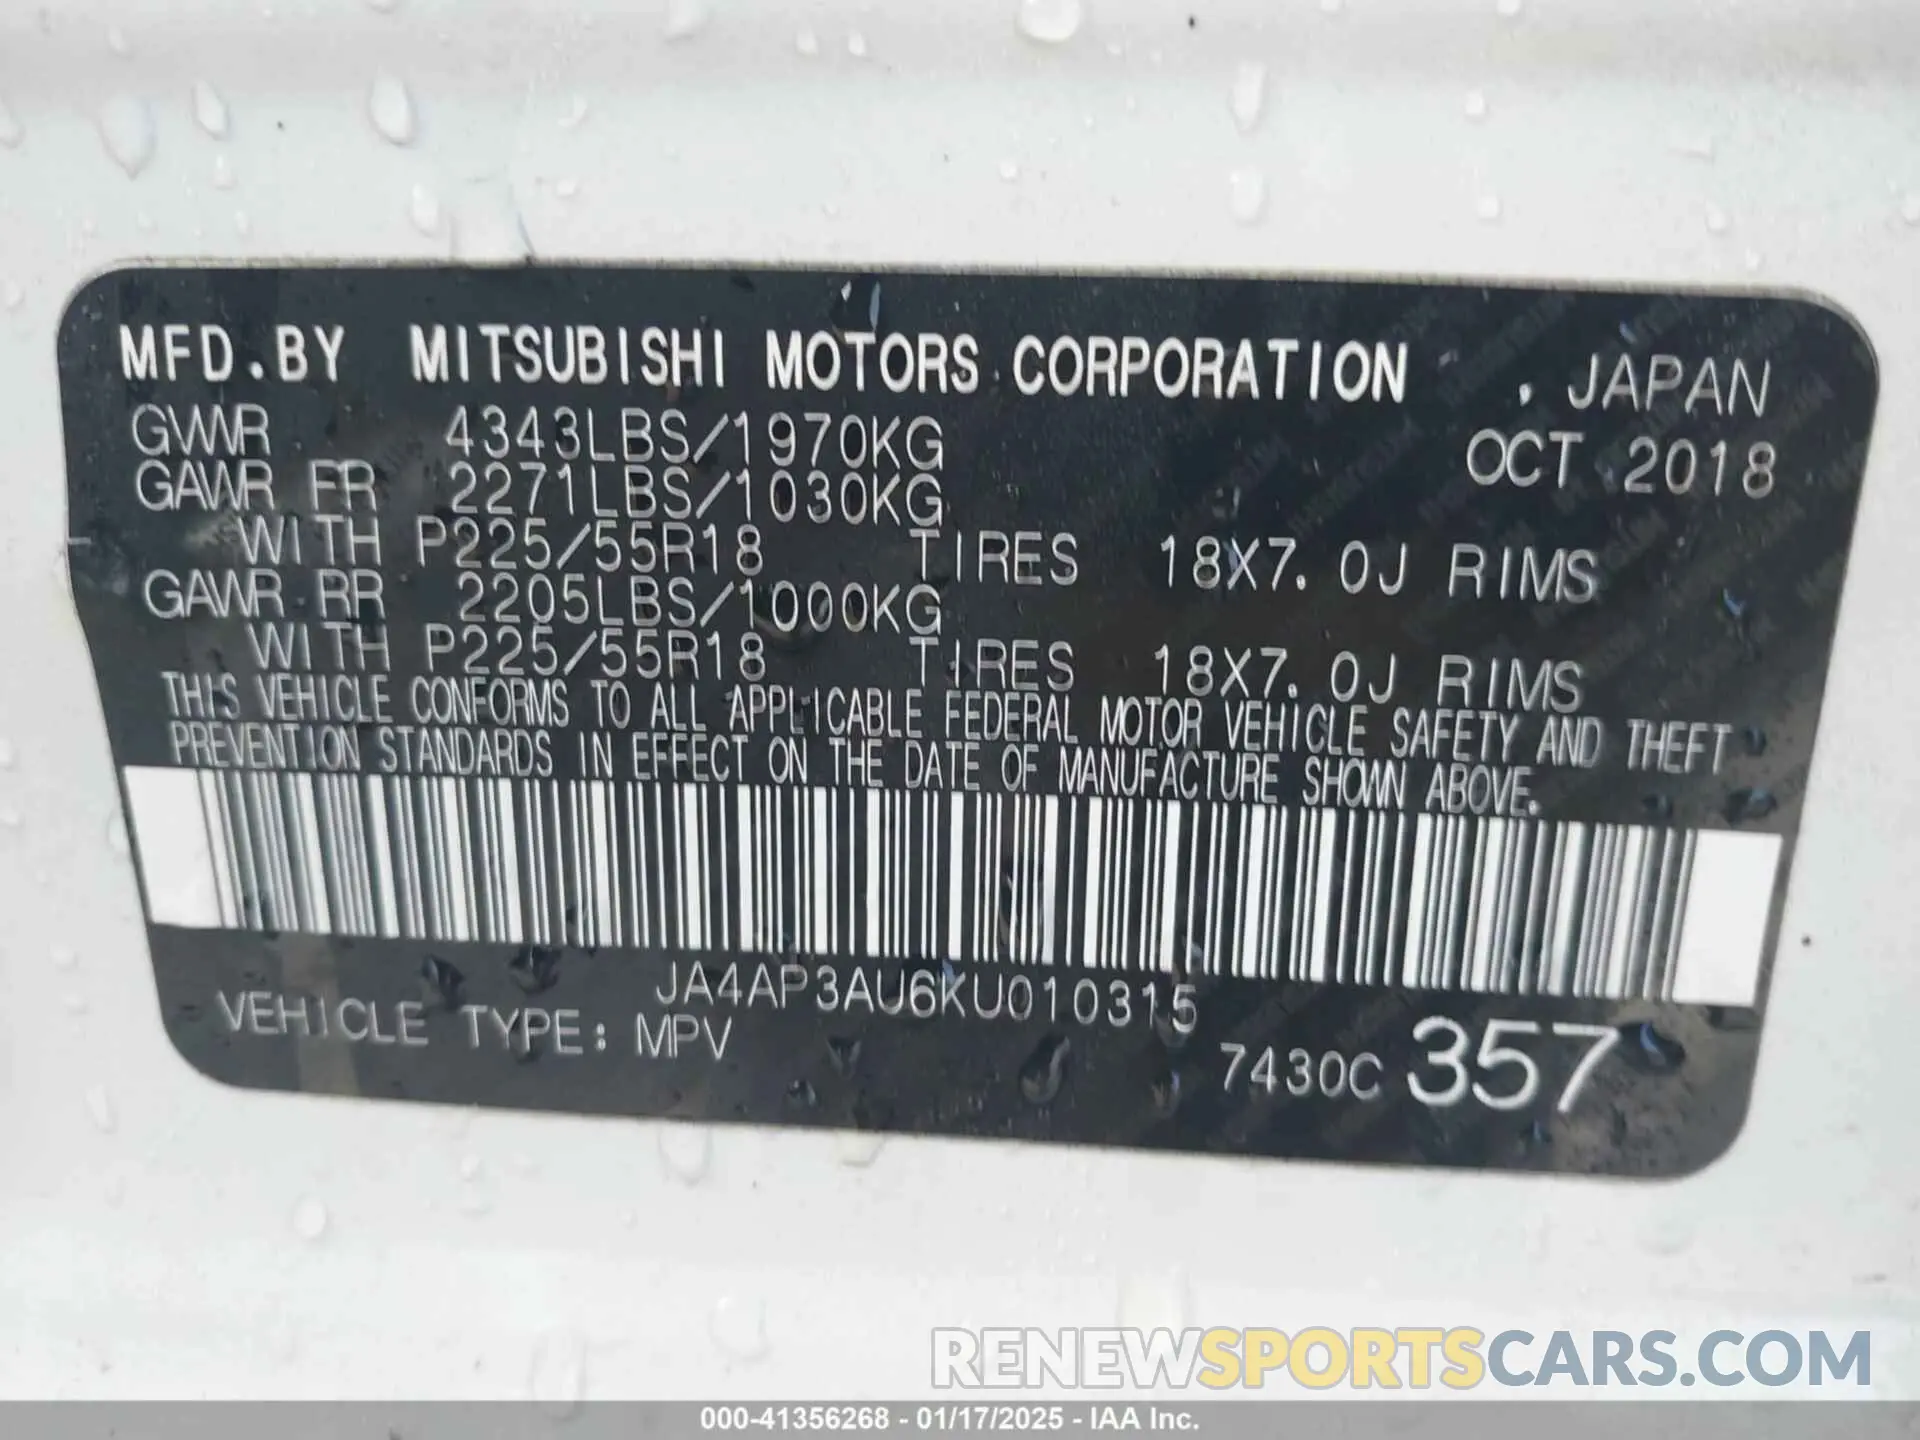 MFD.BY MITSUBISHI MOTORS CORPORATION , JAPAN
GVWR 4343LBS/1970KG OCT 2018
GAWR FR 2271LBS/1030KG
WITH P225/55R18 TIRES 18X7.0J RIMS
GAWR RR 2205LBS/1000KG
WITH P225/55R18 TIRES 18X7.0J RIMS
THIS VEHICLE CONFORMS TO ALL APPLICABLE FEDERAL MOTOR VEHICLE SAFETY AND THEFT
PREVENTION STANDARDS IN EFFECT ON THE DATE OF MANUFACTURE SHOWN ABOVE.
JA4AP3AU6KU010315
VEHICLE TYPE: MPV 7430C 357
RENEWSPORTSCARS.COM
000-41356268 - 01/17/2025 - IAA Inc.